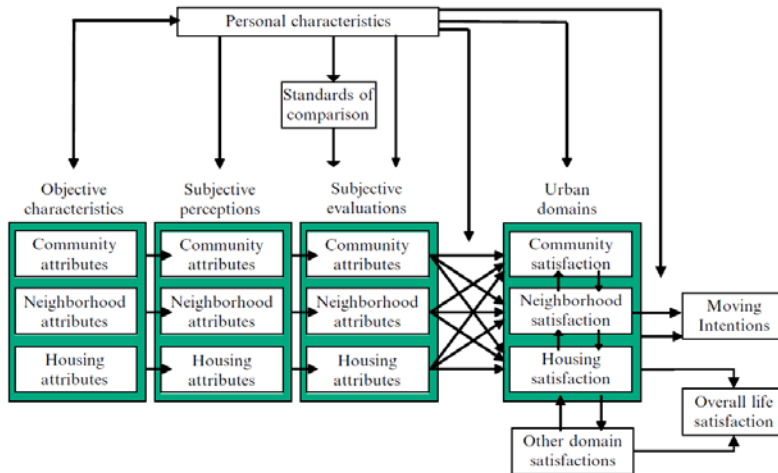 Personal characteristics
Standards of
comparison
Objective
characteristics
Subjective
perceptions
Subjective
evaluations
Urban
domains
Community
attributes
Community
attributes
Community
attributes
Community
satisfaction
Neighborhood
attributes
Neighborhood
attributes
Neighborhood
attributes
Neighborhood
satisfaction
Moving
Intentions
Housing
attributes
Housing
attributes
Housing
attributes
Housing
satisfaction
Overall life
satisfaction
Other domain
satisfactions